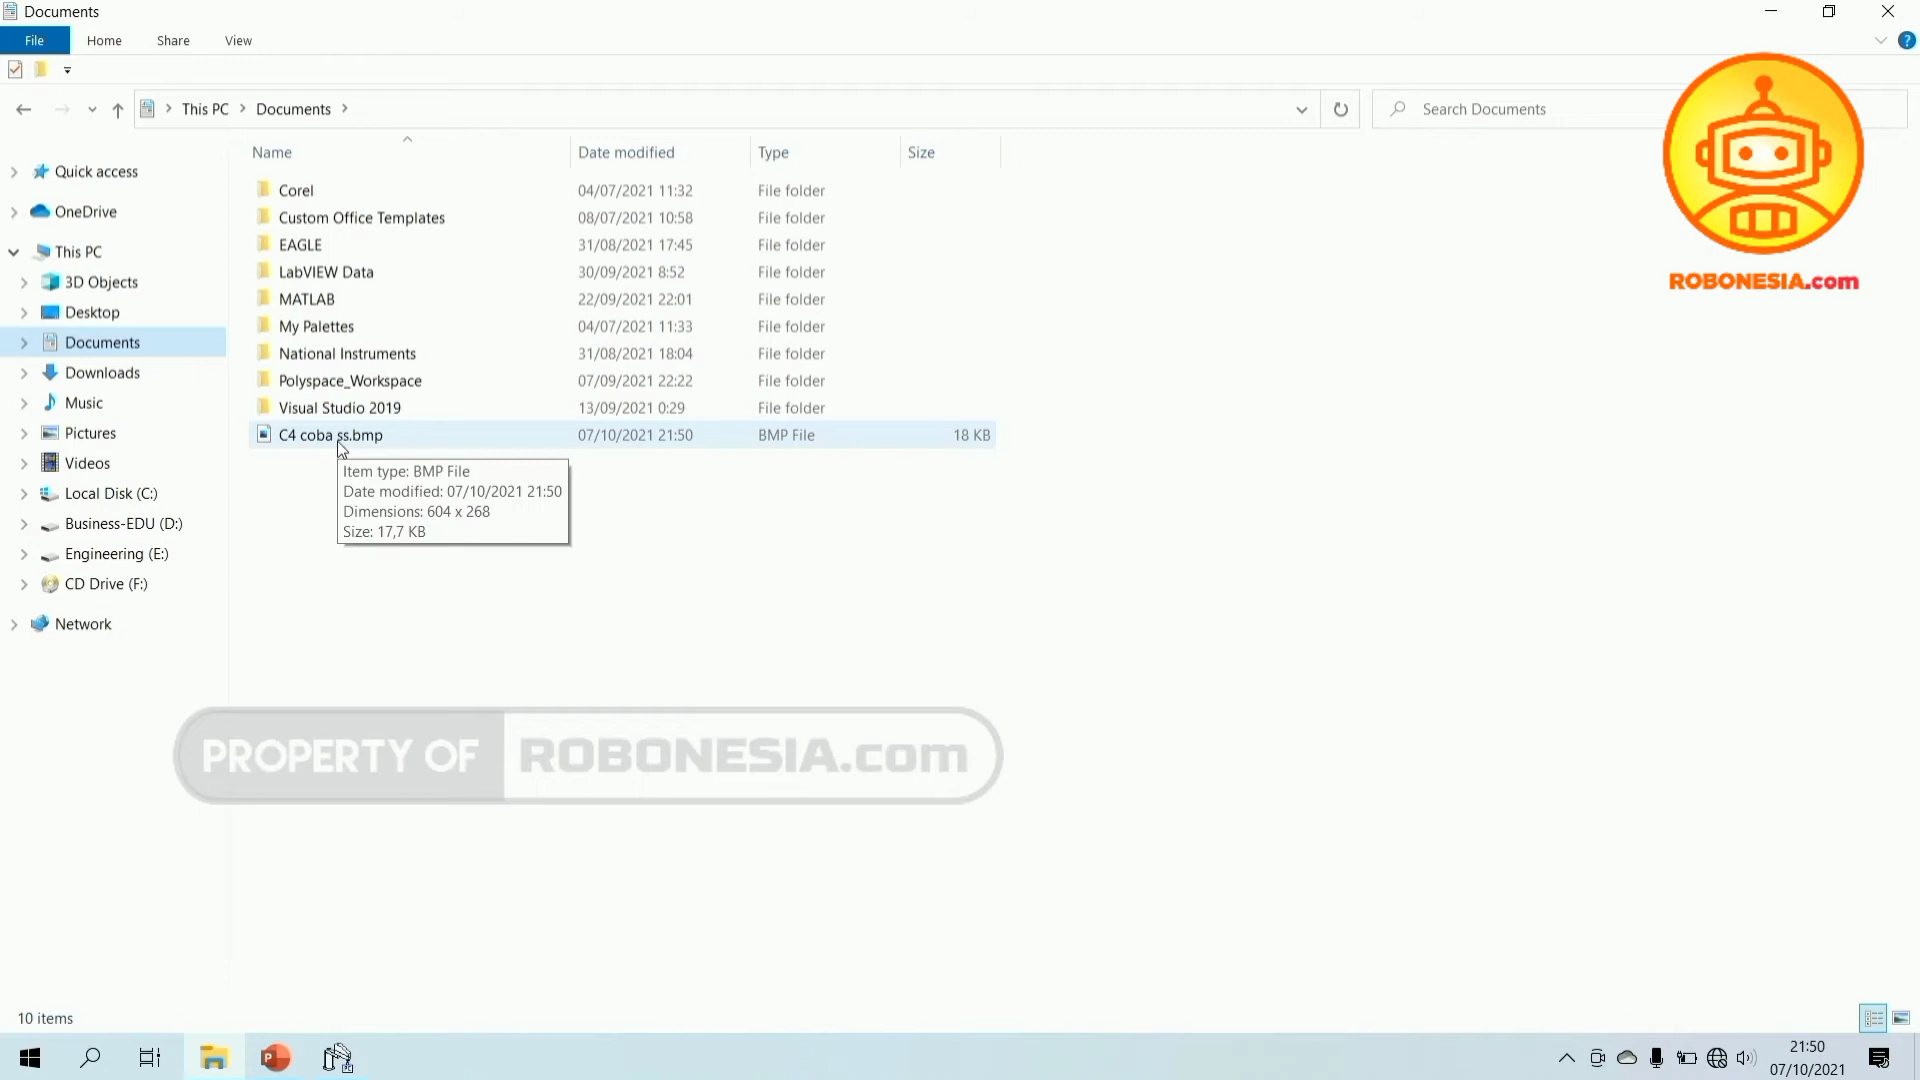 Documents
File Home Share View
This PC Documents Search Documents
ROBONESIA.com
Name Date modified Type Size
Quick access
OneDrive
This PC
3D Objects
Desktop
Documents
Downloads
Music
Pictures
Videos
Local Disk (C:)
Business-EDU (D:)
Engineering (E:)
CD Drive (F:)
Network
Corel 04/07/2021 11:32 File folder
Custom Office Templates 08/07/2021 10:58 File folder
EAGLE 31/08/2021 17:45 File folder
LabVIEW Data 30/09/2021 8:52 File folder
MATLAB 22/09/2021 22:01 File folder
My Palettes 04/07/2021 11:33 File folder
National Instruments 31/08/2021 18:04 File folder
Polyspace_Workspace 07/09/2021 22:22 File folder
Visual Studio 2019 13/09/2021 0:29 File folder
C4 coba ss.bmp 07/10/2021 21:50 BMP File 18 KB
Item type: BMP File
Date modified: 07/10/2021 21:50
Dimensions: 604 x 268
Size: 17,7 KB
PROPERTY OF ROBONESIA.com
10 items
21:50
07/10/2021